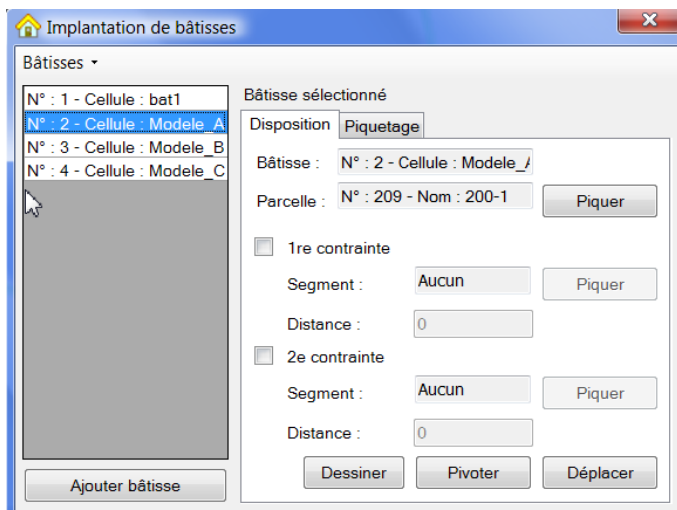 Implantation de bâtisses
Bâtisses
N° : 1 - Cellule : bat1
N° : 2 - Cellule : Modele_A
N° : 3 - Cellule : Modele_B
N° : 4 - Cellule : Modele_C
Ajouter bâtisse
Bâtisse sélectionné
Disposition Piquetage
Bâtisse : N° : 2 - Cellule : Modele_A
Parcelle : N° : 209 - Nom : 200-1 Piquer
1re contrainte
Segment : Aucun Piquer
Distance : 0
2e contrainte
Segment : Aucun Piquer
Distance : 0
Dessiner Pivoter Déplacer